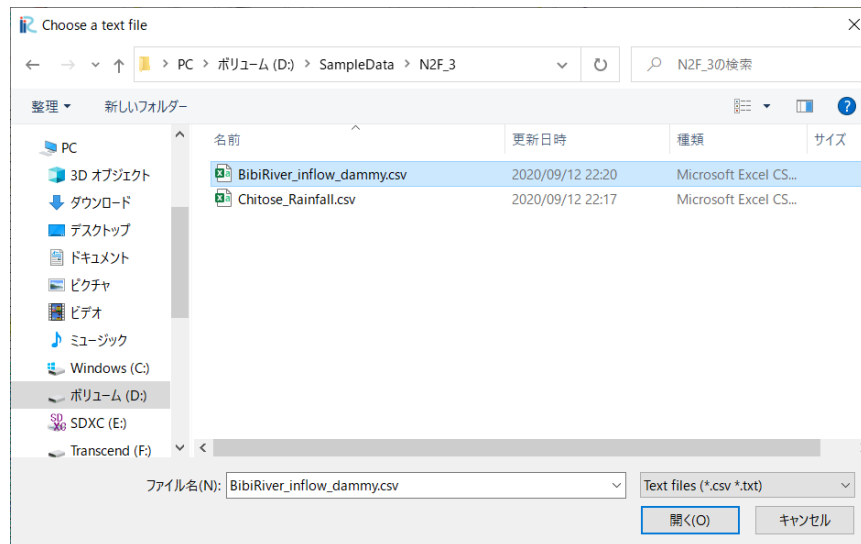 Choose a text file
PC > ボリューム (D:) > SampleData > N2F_3
N2F_3の検索
整理 新しいフォルダー
名前 更新日時 種類 サイズ
BibiRiver_inflow_dammy.csv 2020/09/12 22:20 Microsoft Excel CS...
Chitose_Rainfall.csv 2020/09/12 22:17 Microsoft Excel CS...
PC
3D オブジェクト
ダウンロード
デスクトップ
ドキュメント
ピクチャ
ビデオ
ミュージック
Windows (C:)
ボリューム (D:)
SDXC (E:)
Transcend (F:)
ファイル名(N): BibiRiver_inflow_dammy.csv Text files (*.csv *.txt)
開く(O) キャンセル